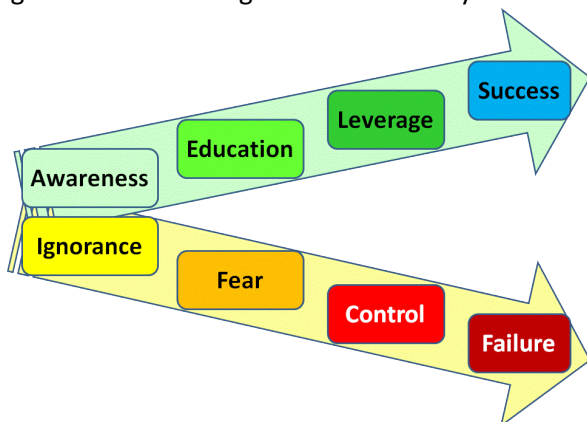 Success
Leverage
Education
Awareness
Ignorance
Fear
Control
Failure